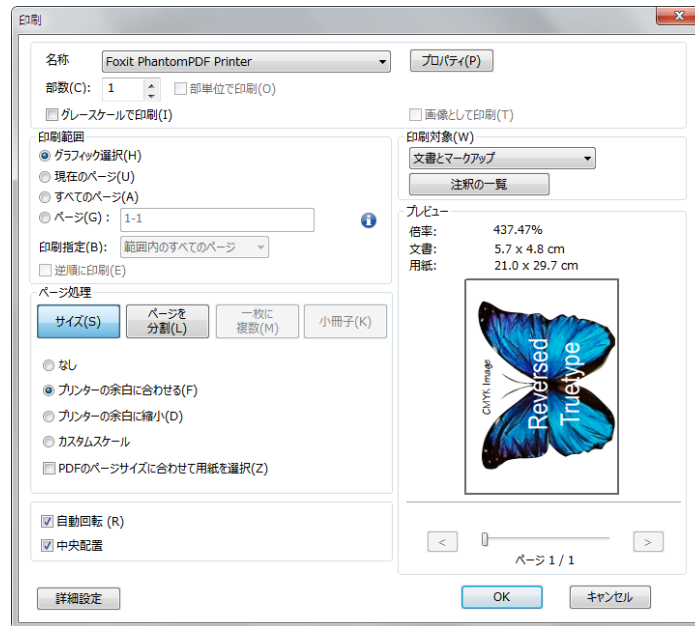 印刷
名称 Foxit PhantomPDF Printer プロパティ(P)
部数(C): 1 部単位で印刷(O)
グレースケールで印刷(I) 画像として印刷(T)
印刷範囲
グラフィック選択(H)
現在のページ(U)
すべてのページ(A)
ページ(G) : 1-1
印刷指定(B): 範囲内のすべてのページ
逆順に印刷(E)
印刷対象(W)
文書とマークアップ
注釈の一覧
プレビュー
倍率: 437.47%
文書: 5.7 x 4.8 cm
用紙: 21.0 x 29.7 cm
CMYK Image
Reversed
Truetype
< >
ページ 1 / 1
ページ処理
サイズ(S) ページを分割(L) 一枚に複数(M) 小冊子(K)
なし
プリンターの余白に合わせる(F)
プリンターの余白に縮小(D)
カスタムスケール
PDFのページサイズに合わせて用紙を選択(Z)
自動回転 (R)
中央配置
詳細設定 OK キャンセル